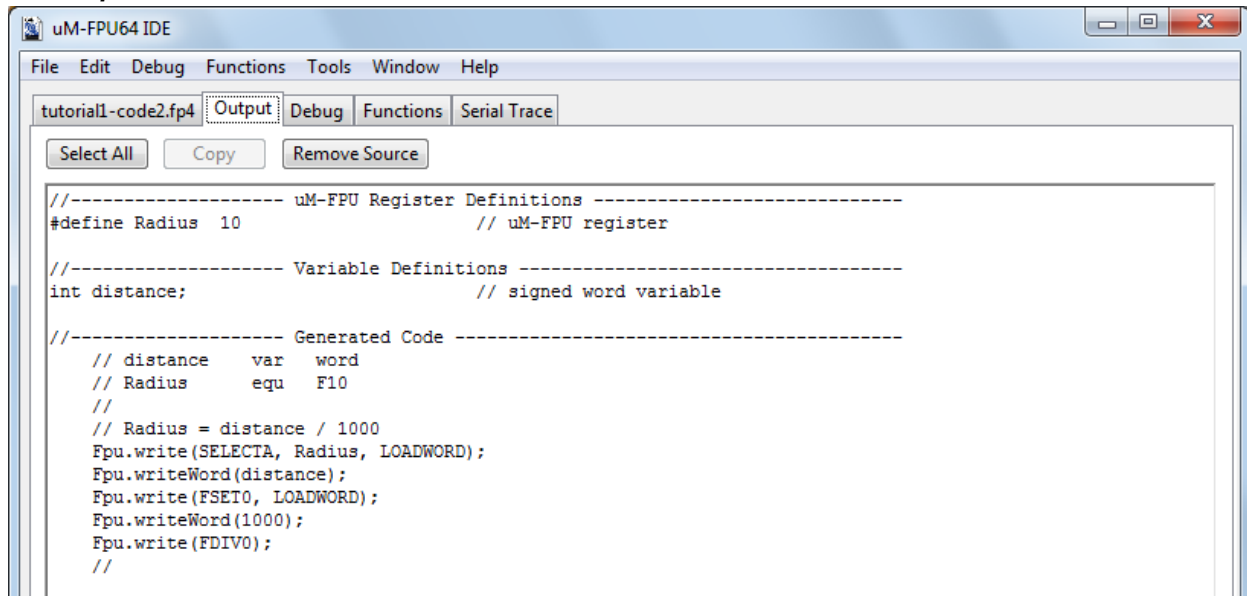 uM-FPU64 IDE
File Edit Debug Functions Tools Window Help
tutorial1-code2.fp4 Output Debug Functions Serial Trace
Select All Copy Remove Source
//-------------------- uM-FPU Register Definitions -----------------------------
#define Radius  10                      // uM-FPU register
//-------------------- Variable Definitions ------------------------------------
int distance;                           // signed word variable
//-------------------- Generated Code ------------------------------------------
    // distance    var   word
    // Radius      equ   F10
    //
    // Radius = distance / 1000
    Fpu.write(SELECTA, Radius, LOADWORD);
    Fpu.writeWord(distance);
    Fpu.write(FSET0, LOADWORD);
    Fpu.writeWord(1000);
    Fpu.write(FDIV0);
    //